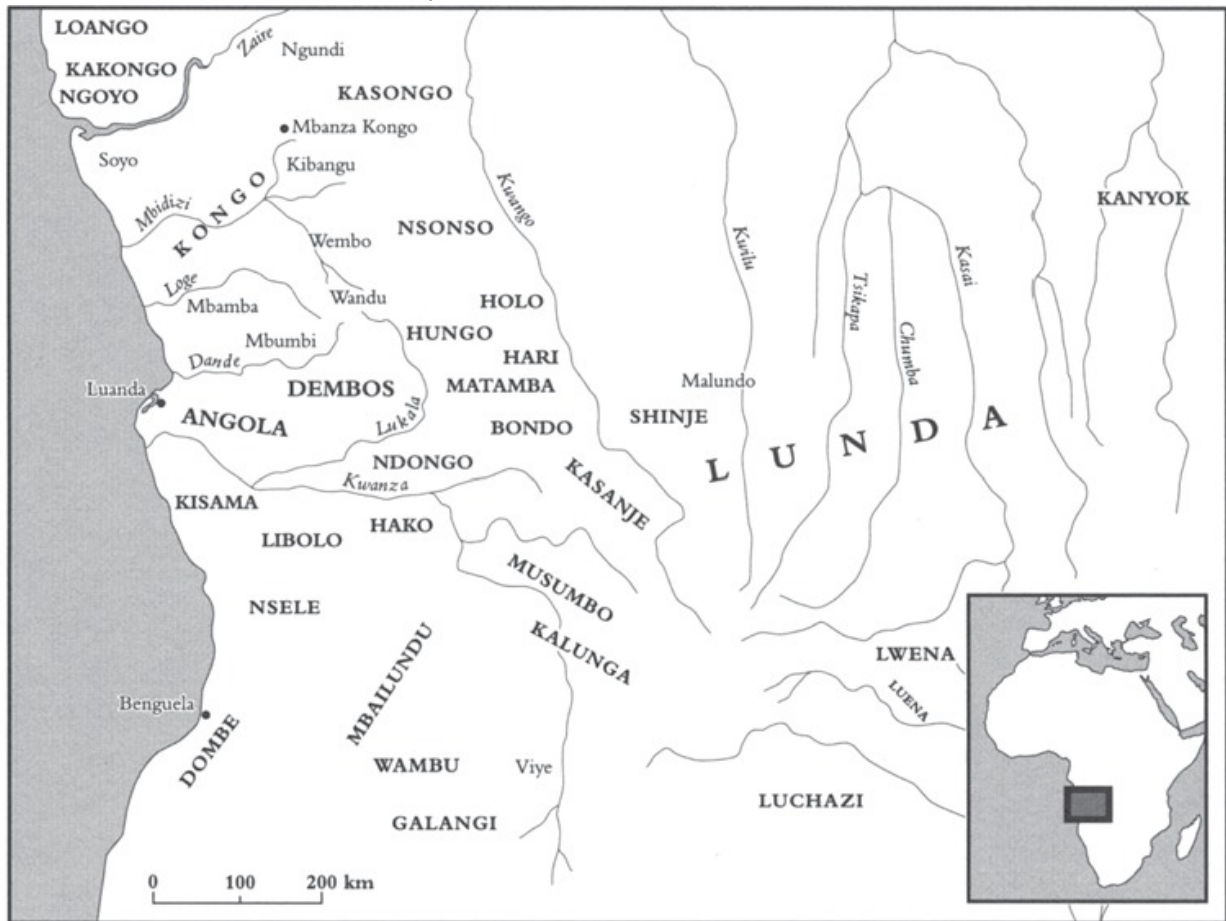 LOANGO
Zaire
Ngundi
KAKONGO
NGOYO
KASONGO
Mbanza Kongo
Soyo
Kibangu
KANYOK
Mbidizi
KONGO
Kwango
NSONSO
Wembo
Kwilu
Kasai
Loge
Mbamba
Wandu
HOLO
Tsikapa
Mbumbi
HUNGO
Chumba
Dande
HARI
Luanda
DEMBOS
MATAMBA
Malundo
ANGOLA
Lukala
BONDO
SHINJE
LUNDA
NDONGO
KASANJE
Kwanza
KISAMA
HAKO
LIBOLO
MUSUMBO
NSELE
KALUNGA
MBAILUNDU
LWENA
LUENA
Benguela
DOMBE
WAMBU
Viye
LUCHAZI
GALANGI
0 100 200 km